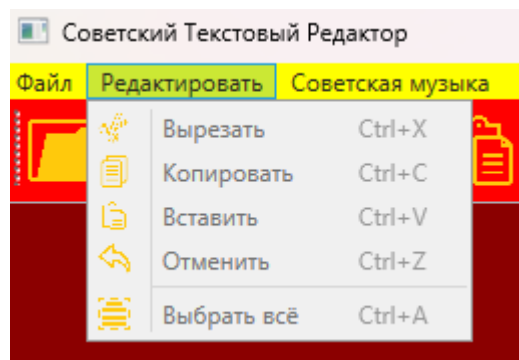 Советский Текстовый Редактор
Файл Редактировать Советская музыка
Вырезать Ctrl+X
Копировать Ctrl+C
Вставить Ctrl+V
Отменить Ctrl+Z
Выбрать всё Ctrl+A